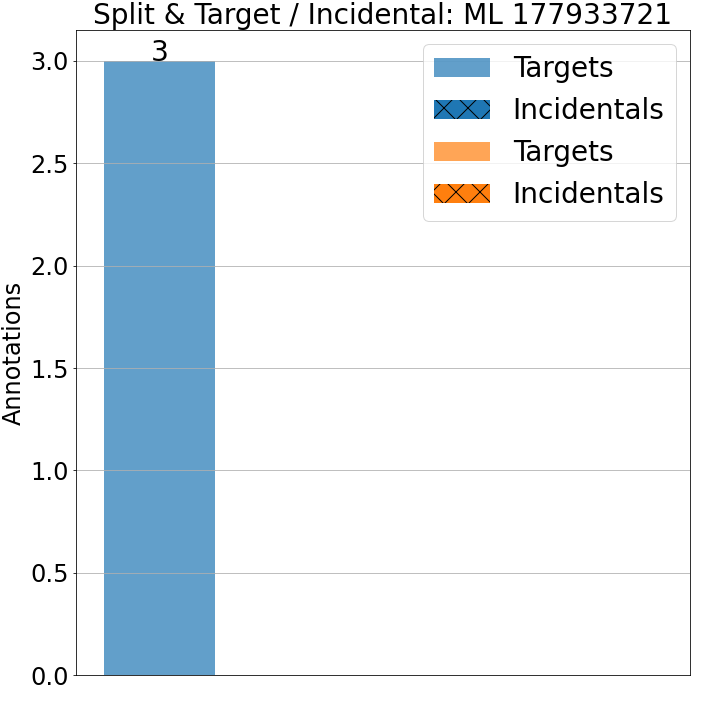 Split & Target / Incidental: ML 177933721
3
3.0
2.5
2.0
1.5
1.0
0.5
0.0
Annotations
Targets
Incidentals
Targets
Incidentals